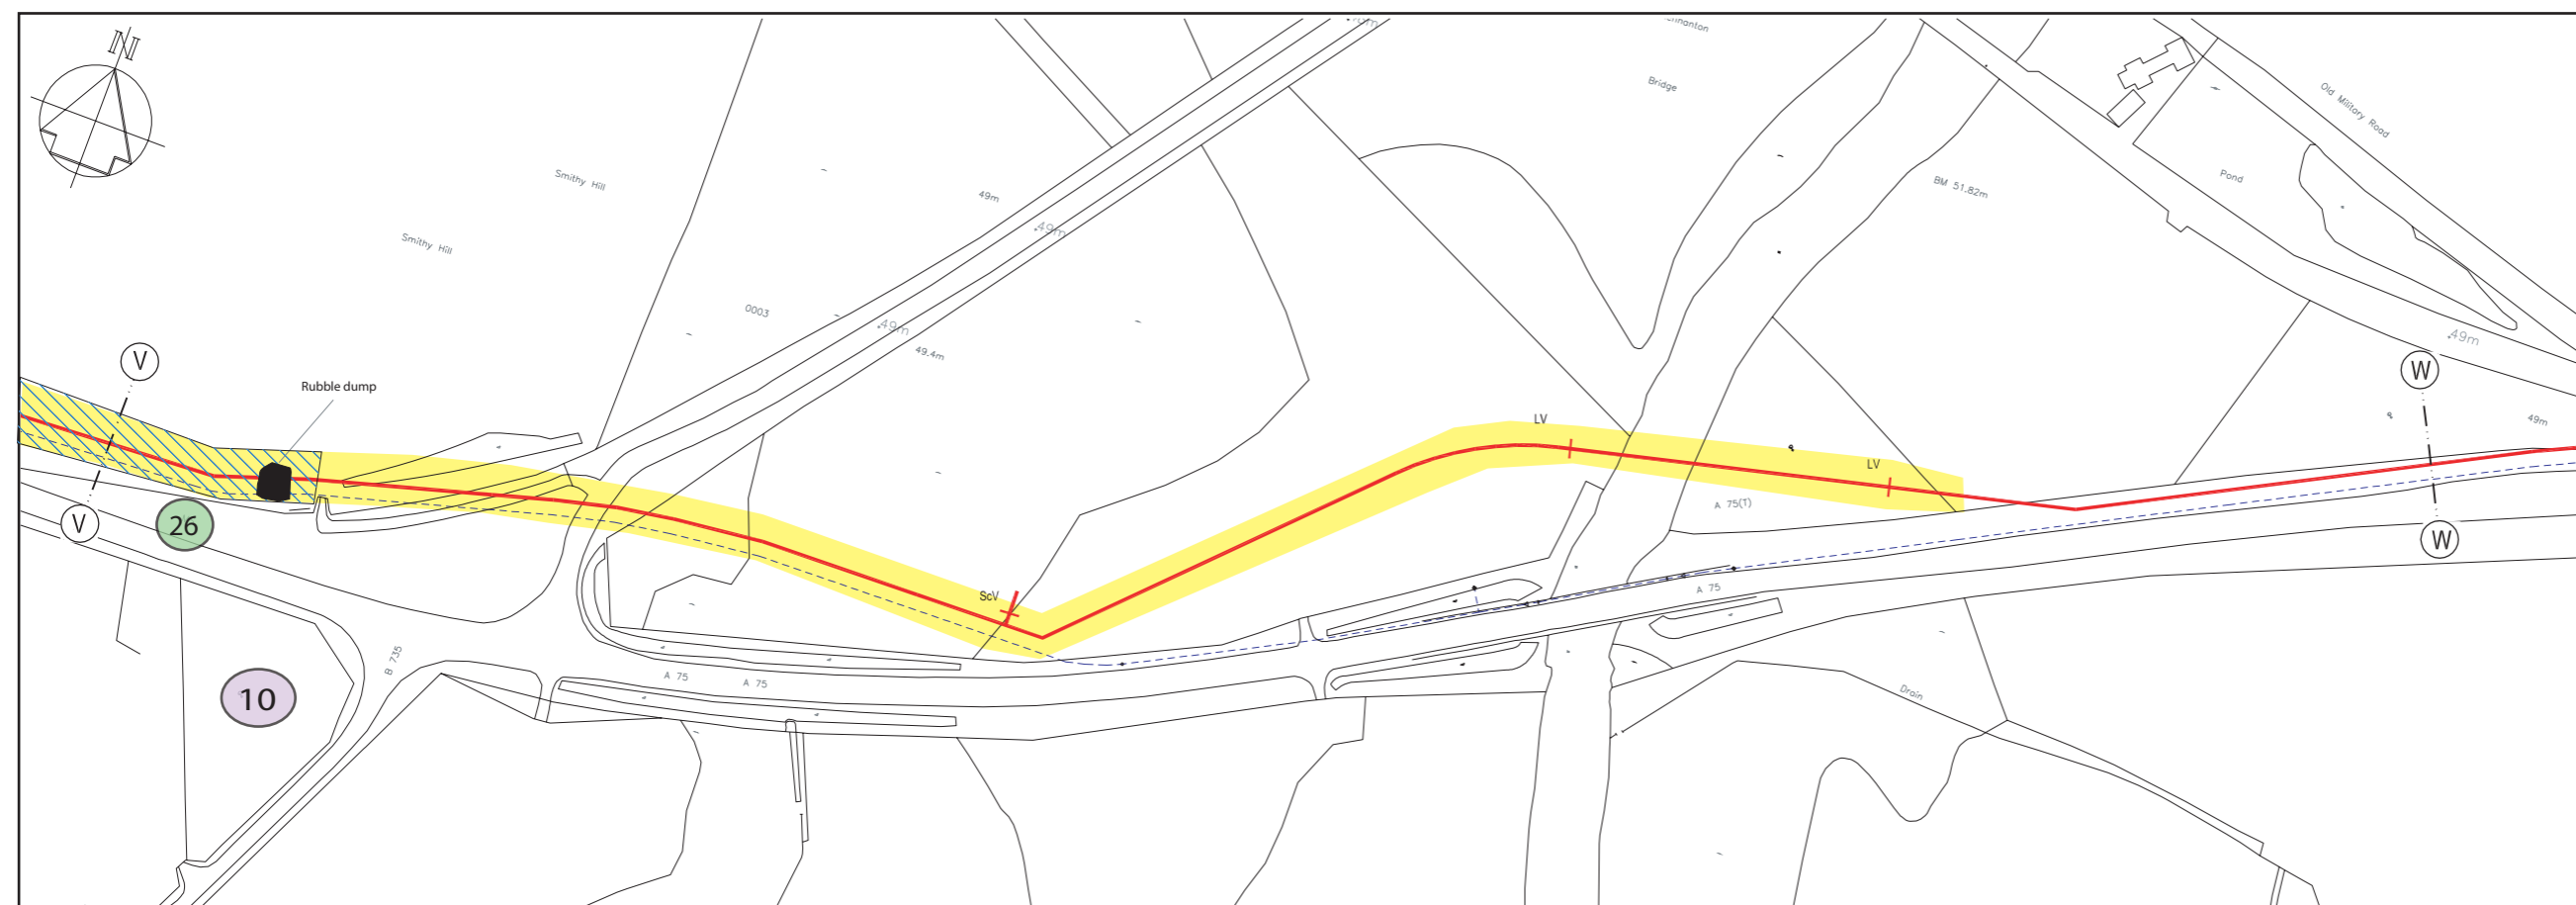 N
Bridge
Old Military Road
Smithy Hill
49m
BM 51.82m
Pond
49m
Smithy Hill
0003
49m
49.4m
49m
V
W
Rubble dump
LV
49m
LV
A 75(T)
V
26
W
ScV
A 75
B 735
A 75
A 75
10
Drain